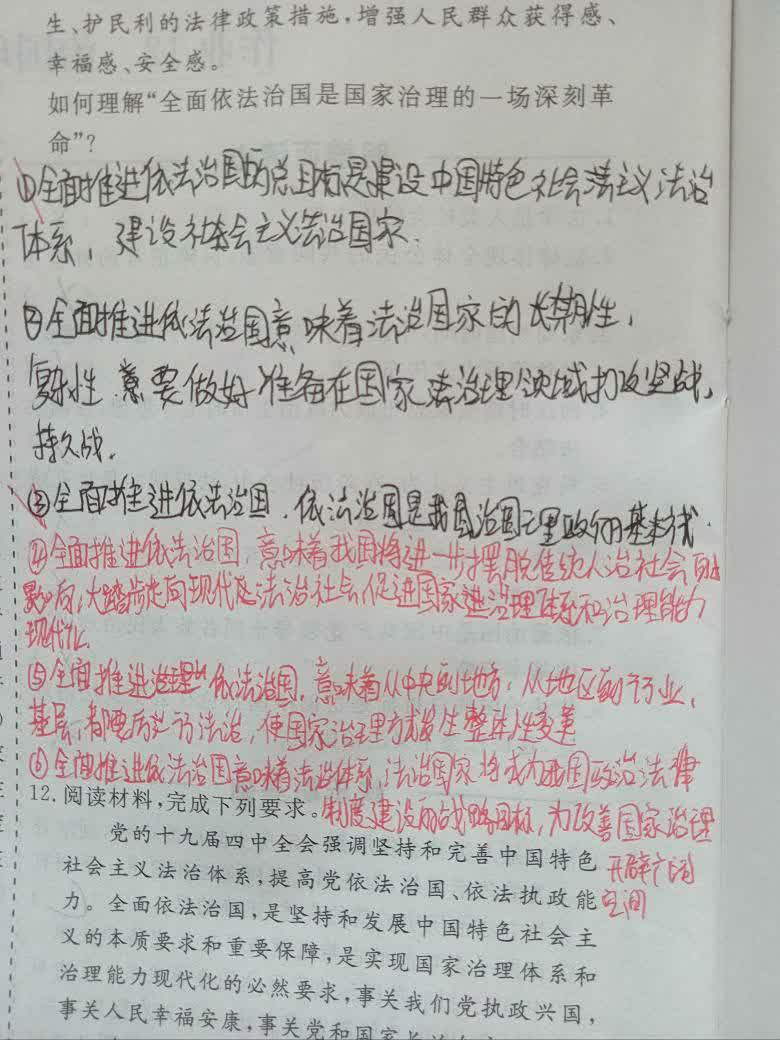 生、护民利的法律政策措施，增强人民群众获得感、
幸福感、安全感。
如何理解“全面依法治国是国家治理的一场深刻革
命”？
①全面推进依法治国的总目标是建设中国特色社会主义法治
体系，建设社会主义法治国家.
②全面推进依法治国意味着法治国家的长期性，
复杂性 意 要做好准备在国家 治理领域打攻坚战，
持久战.
③全面推进依法治国，依法治国是我国治国理政的基本
④全面推进依法治国，意味着我国将进一步摆脱传统人治社会的
影响，大踏步走向现代法治社会，促进国家治理体系和治理能力
现代化
⑤全面推进 依法治国，意味着从中央到地方，从地区到行业、
基层，都要厉行法治，使国家治理方式发生整体性变革
⑥全面推进依法治国意味着法治体系，法治国家将成为我国政治法律
制度建设的战略目标，为改善国家治理
开辟广阔
空间
12. 阅读材料，完成下列要求。
党的十九届四中全会强调坚持和完善中国特色
社会主义法治体系，提高党依法治国、依法执政能
力。全面依法治国，是坚持和发展中国特色社会主
义的本质要求和重要保障，是实现国家治理体系和
治理能力现代化的必然要求，事关我们党执政兴国，
事关人民幸福安康，事关党和国家长治久安